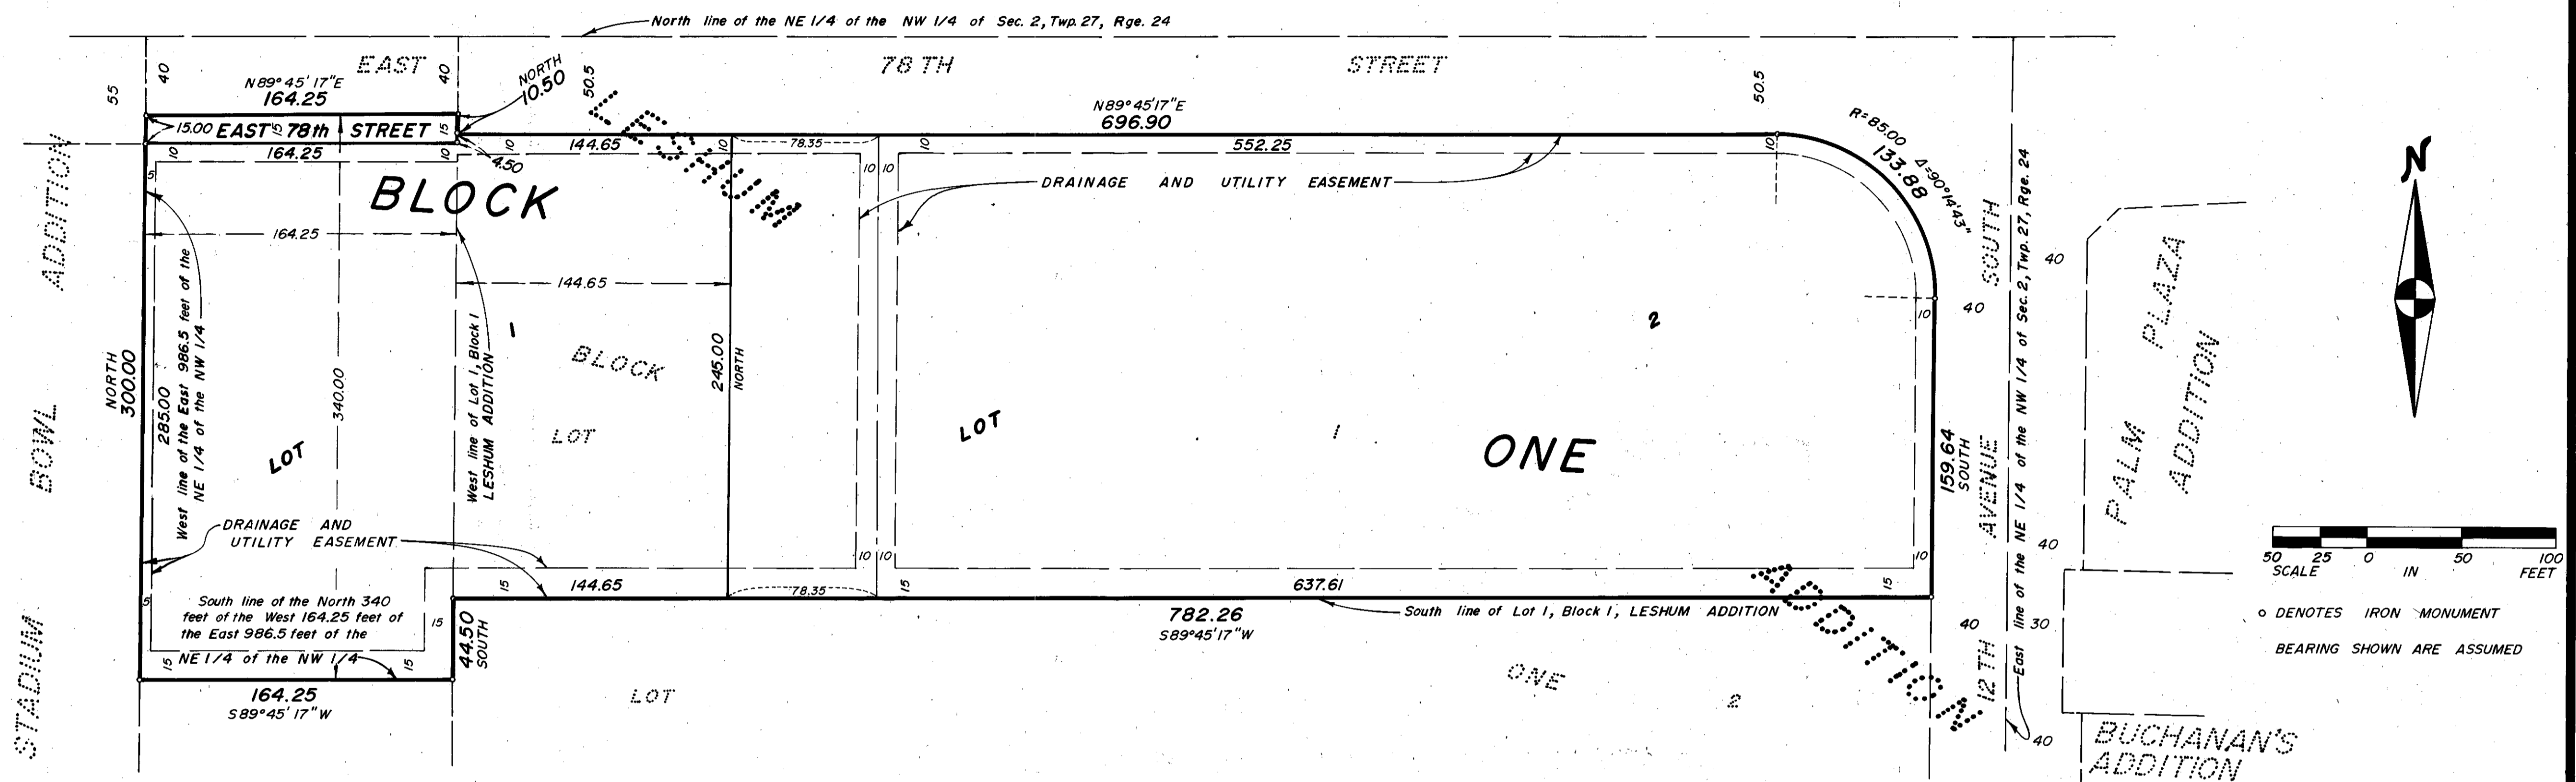 North line of the NE 1/4 of the NW 1/4 of Sec. 2, Twp. 27, Rge. 24
EAST 78 TH STREET
55
40
40
N89°45'17"E
164.25
NORTH
10.50
50.5
N89°45'17"E
696.90
50.5
R=85.00 Δ=90°14'43"
133.88
15.00 EAST 78th STREET
15
15
164.25
4.50
10
10
10
144.65
10
78.35
10
552.25
10
LESHUM
ADDITION
BLOCK
DRAINAGE AND UTILITY EASEMENT
10 10
5
164.25
144.65
STADIUM BOWL ADDITION
NORTH
300.00
285.00
West line of the East 986.5 feet of the
NE 1/4 of the NW 1/4
340.00
West line of Lot 1, Block 1
LESHUM ADDITION
1
BLOCK
LOT
245.00
NORTH
LOT
LOT
1
2
ONE
10
159.64
SOUTH
40
12 TH AVENUE SOUTH
East line of the NE 1/4 of the NW 1/4 of Sec. 2, Twp. 27, Rge. 24
40
40
30
40
40
PALM PLAZA
ADDITION
N
50 25 0 50 100
SCALE IN FEET
DENOTES IRON MONUMENT
BEARING SHOWN ARE ASSUMED
DRAINAGE AND
UTILITY EASEMENT
10 10
10
15
144.65
78.35
15
637.61
15
5
South line of the North 340
feet of the West 164.25 feet of
the East 986.5 feet of the
NE 1/4 of the NW 1/4
15
15
15
44.50
SOUTH
782.26
S89°45'17"W
South line of Lot 1, Block 1, LESHUM ADDITION
164.25
S89°45'17"W
LOT
ONE
2
BUCHANAN'S
ADDITION